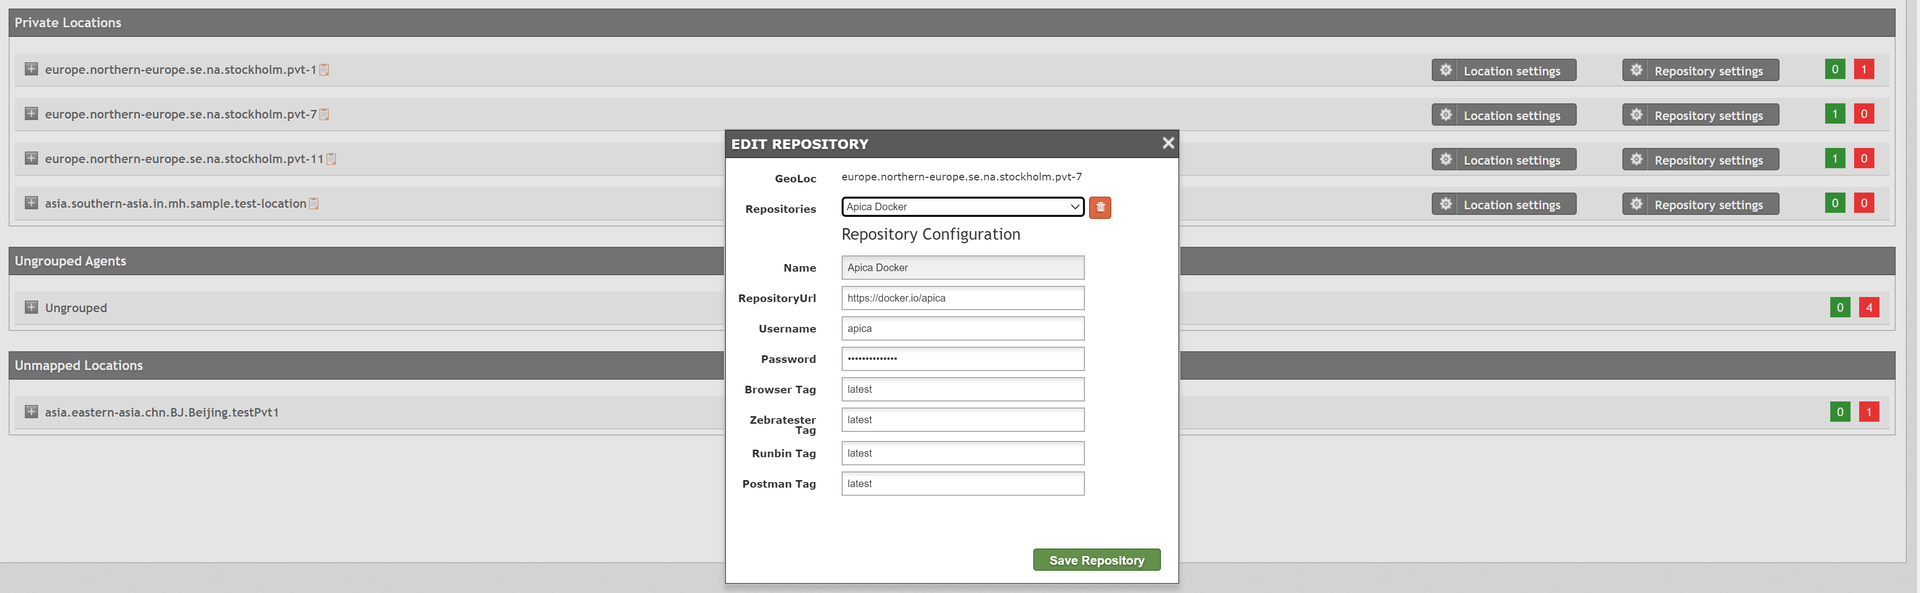 Private Locations
europe.northern-europe.se.na.stockholm.pvt-1
Location settings
Repository settings
0
1
europe.northern-europe.se.na.stockholm.pvt-7
Location settings
Repository settings
1
0
europe.northern-europe.se.na.stockholm.pvt-11
Location settings
Repository settings
1
0
asia.southern-asia.in.mh.sample.test-location
Location settings
Repository settings
0
0
Ungrouped Agents
Ungrouped
0
4
Unmapped Locations
asia.eastern-asia.chn.BJ.Beijing.testPvt1
0
1
EDIT REPOSITORY
GeoLoc
europe.northern-europe.se.na.stockholm.pvt-7
Repositories
Apica Docker
Repository Configuration
Name
Apica Docker
RepositoryUrl
https://docker.io/apica
Username
apica
Password
••••••••••••••
Browser Tag
latest
Zebratester
Tag
latest
Runbin Tag
latest
Postman Tag
latest
Save Repository